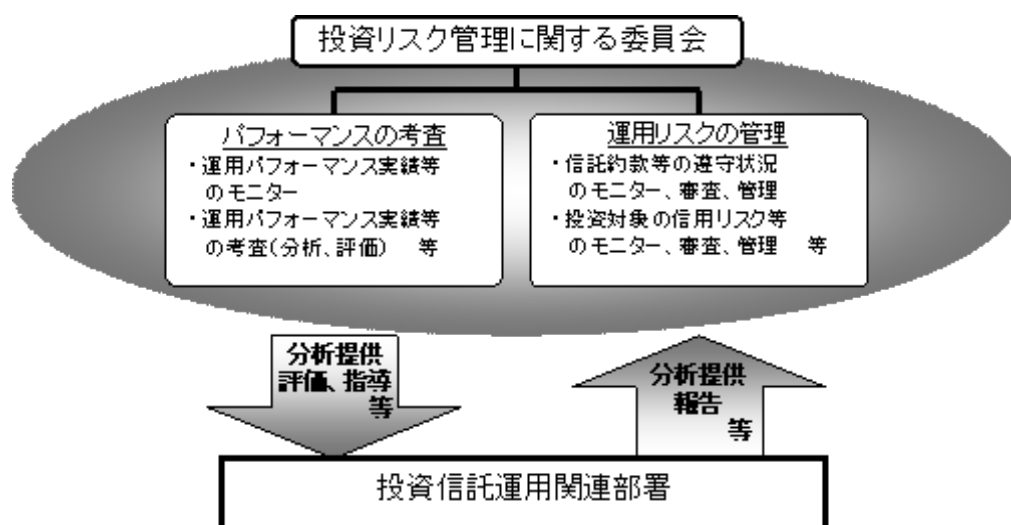 投資リスク管理に関する委員会
パフォーマンスの考査
・運用パフォーマンス実績等
のモニター
・運用パフォーマンス実績等
の考査(分析、評価) 等
運用リスクの管理
・信託約款等の遵守状況
のモニター、審査、管理
・投資対象の信用リスク等
のモニター、審査、管理 等
分析提供
評価、指導
等
分析提供
報告
等
投資信託運用関連部署